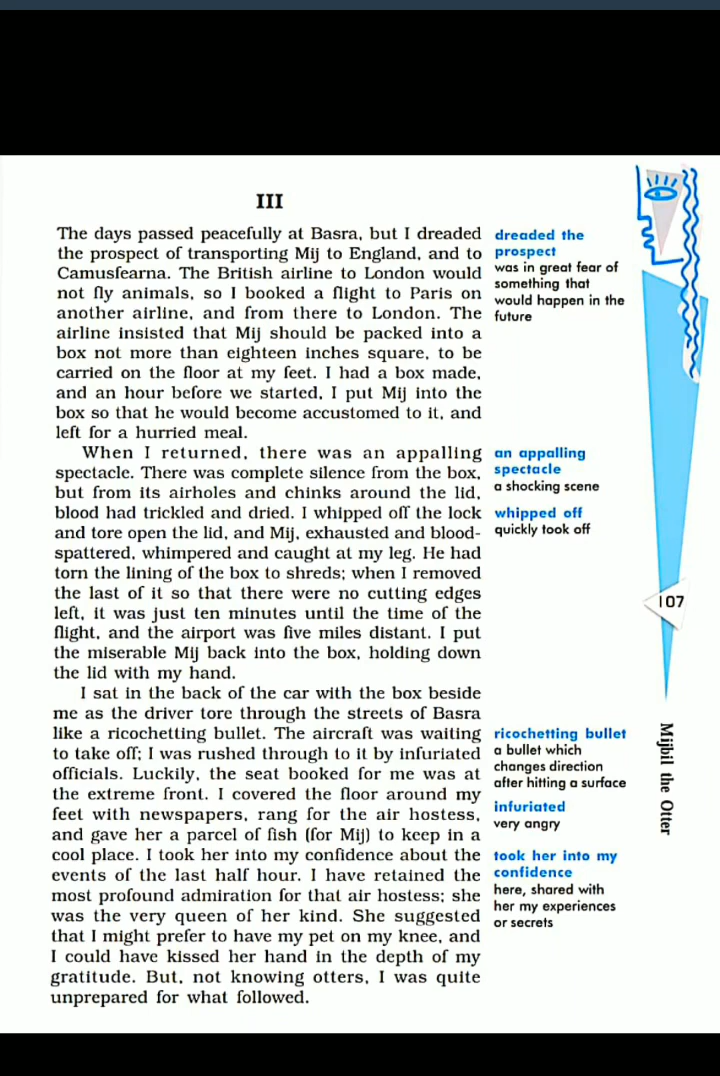 III
The days passed peacefully at Basra, but I dreaded
the prospect of transporting Mij to England, and to
Camusfearna. The British airline to London would
not fly animals, so I booked a flight to Paris on
another airline, and from there to London. The
airline insisted that Mij should be packed into a
box not more than eighteen inches square, to be
carried on the floor at my feet. I had a box made,
and an hour before we started, I put Mij into the
box so that he would become accustomed to it, and
left for a hurried meal.
When I returned, there was an appalling
spectacle. There was complete silence from the box,
but from its airholes and chinks around the lid,
blood had trickled and dried. I whipped off the lock
and tore open the lid, and Mij, exhausted and blood-
spattered, whimpered and caught at my leg. He had
torn the lining of the box to shreds; when I removed
the last of it so that there were no cutting edges
left, it was just ten minutes until the time of the
flight, and the airport was five miles distant. I put
the miserable Mij back into the box, holding down
the lid with my hand.
I sat in the back of the car with the box beside
me as the driver tore through the streets of Basra
like a ricochetting bullet. The aircraft was waiting
to take off; I was rushed through to it by infuriated
officials. Luckily, the seat booked for me was at
the extreme front. I covered the floor around my
feet with newspapers, rang for the air hostess,
and gave her a parcel of fish (for Mij) to keep in a
cool place. I took her into my confidence about the
events of the last half hour. I have retained the
most profound admiration for that air hostess; she
was the very queen of her kind. She suggested
that I might prefer to have my pet on my knee, and
I could have kissed her hand in the depth of my
gratitude. But, not knowing otters, I was quite
unprepared for what followed.
dreaded the
prospect
was in great fear of
something that
would happen in the
future
an appalling
spectacle
a shocking scene
whipped off
quickly took off
ricochetting bullet
a bullet which
changes direction
after hitting a surface
infuriated
very angry
took her into my
confidence
here, shared with
her my experiences
or secrets
107
Mijbil the Otter